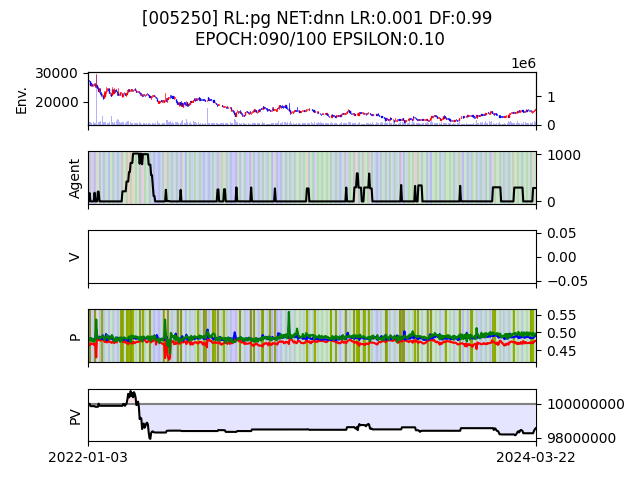 [005250] RL:pg NET:dnn LR:0.001 DF:0.99
EPOCH:090/100 EPSILON:0.10
1e6
30000
20000
Env.
1
0
Agent
1000
0
V
0.05
0.00
−0.05
P
0.55
0.50
0.45
PV
100000000
98000000
2022-01-03
2024-03-22